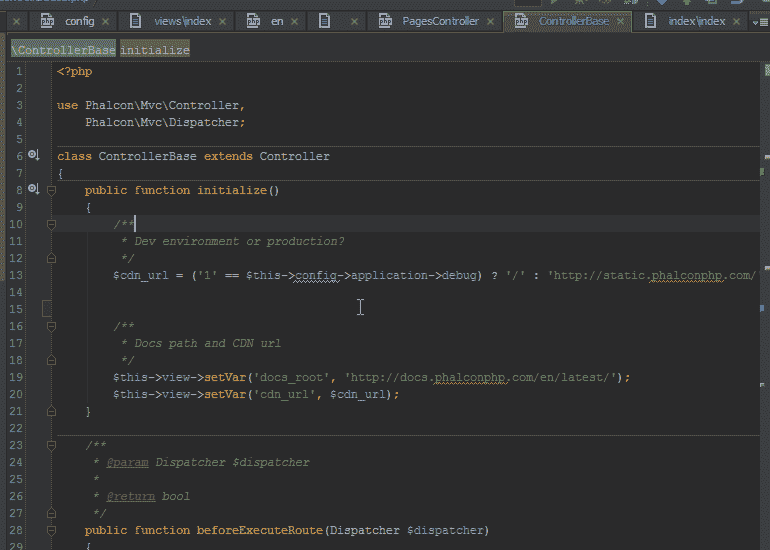 config views\index en PagesController ControllerBase index\index
\ControllerBase initialize
1 <?php
2
3 use Phalcon\Mvc\Controller,
4     Phalcon\Mvc\Dispatcher;
5
6 class ControllerBase extends Controller
7 {
8     public function initialize()
9     {
10         /**
11          * Dev environment or production?
12          */
13         $cdn_url = ('1' == $this->config->application->debug) ? '/' : 'http://static.phalconphp.com/
14
15
16         /**
17          * Docs path and CDN url
18          */
19         $this->view->setVar('docs_root', 'http://docs.phalconphp.com/en/latest/');
20         $this->view->setVar('cdn_url', $cdn_url);
21     }
22
23     /**
24      * @param Dispatcher $dispatcher
25      *
26      * @return bool
27      */
28     public function beforeExecuteRoute(Dispatcher $dispatcher)
29     {